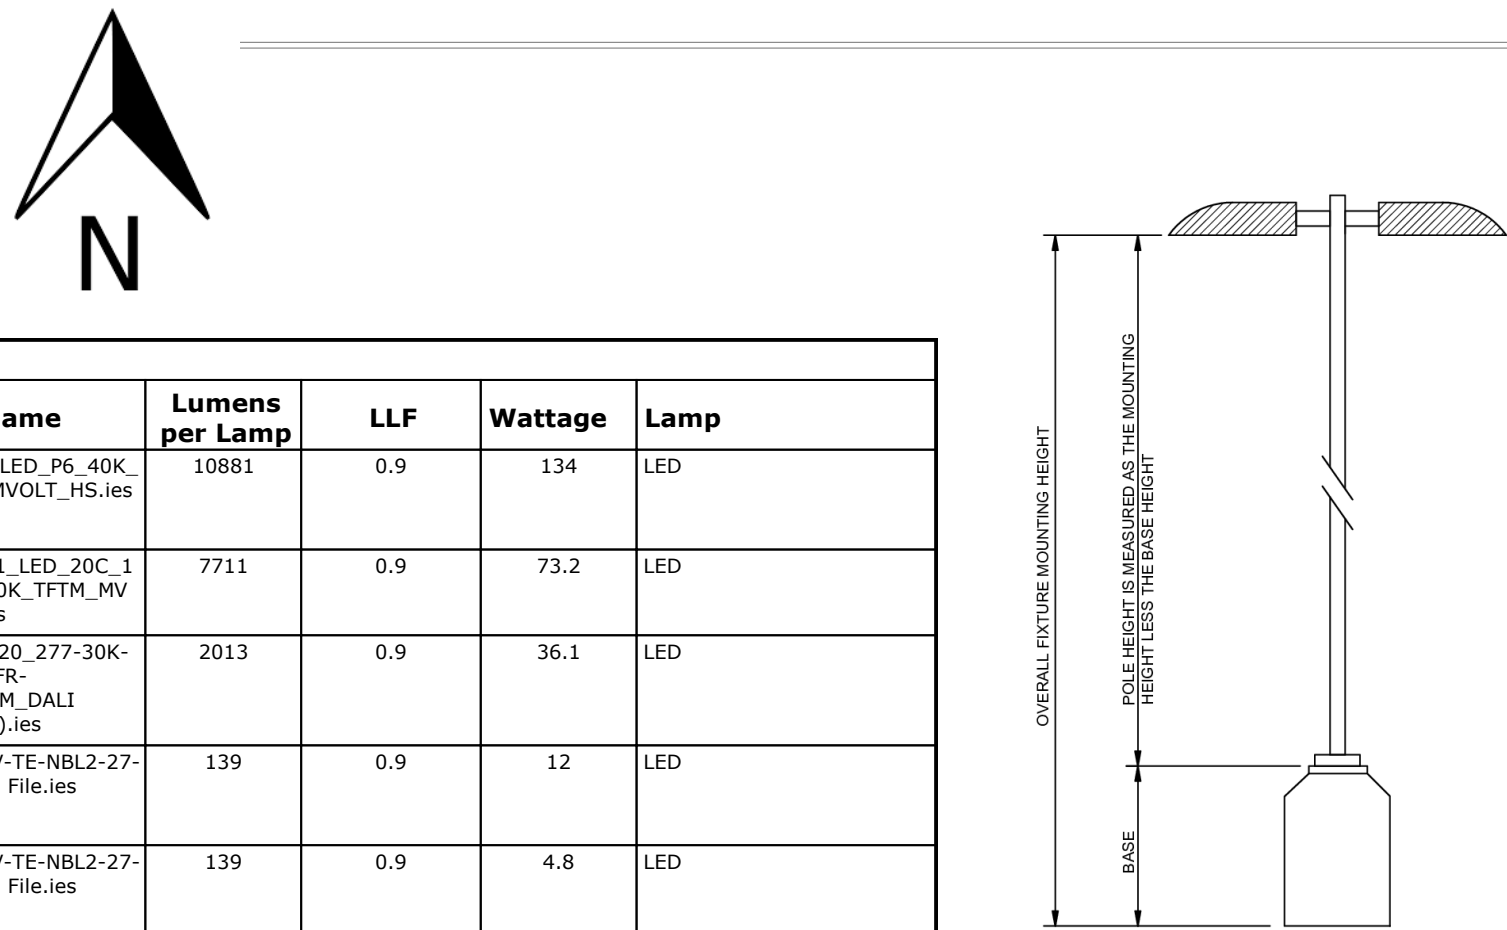 N
ame
Lumens
per Lamp
LLF
Wattage
Lamp
LED_P6_40K_
MVOLT_HS.ies
10881
0.9
134
LED
1_LED_20C_1
0K_TFTM_MV
s
7711
0.9
73.2
LED
20_277-30K-
FR-
M_DALI
).ies
2013
0.9
36.1
LED
/-TE-NBL2-27-
File.ies
139
0.9
12
LED
/-TE-NBL2-27-
File.ies
139
0.9
4.8
LED
OVERALL FIXTURE MOUNTING HEIGHT
POLE HEIGHT IS MEASURED AS THE MOUNTING
HEIGHT LESS THE BASE HEIGHT
BASE